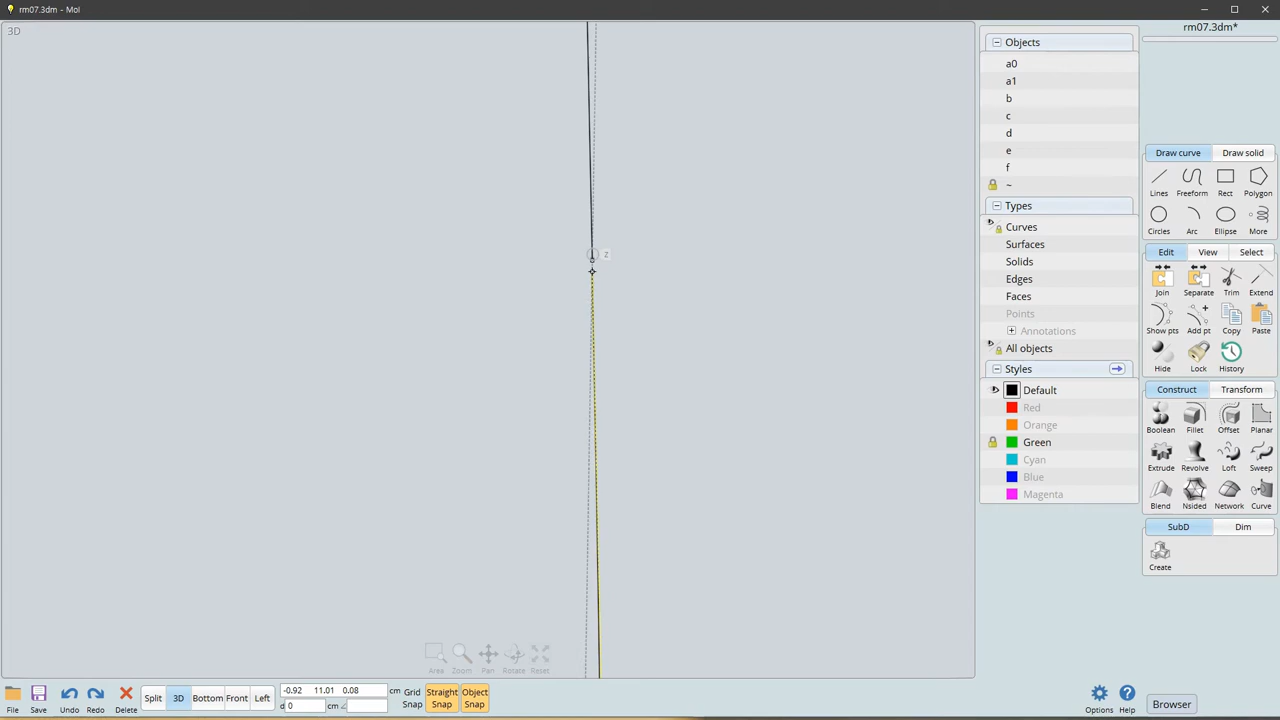 rm07.3dm - MoI
3D
z
Objects
a0
a1
b
c
d
e
f
~
Types
Curves
Surfaces
Solids
Edges
Faces
Points
Annotations
All objects
Styles
Default
Red
Orange
Green
Cyan
Blue
Magenta
rm07.3dm*
Draw curve Draw solid
Lines Freeform Rect Polygon
Circles Arc Ellipse More
Edit View Select
Join Separate Trim Extend
Show pts Add pt Copy Paste
Hide Lock History
Construct Transform
Boolean Fillet Offset Planar
Extrude Revolve Loft Sweep
Blend Nsided Network Curve
SubD Dim
Create
Area Zoom Pan Rotate Reset
File Save Undo Redo Delete
Split 3D Bottom Front Left
-0.92 11.01 0.08 cm
d 0 cm
Grid Snap
Straight Snap
Object Snap
Options Help Browser